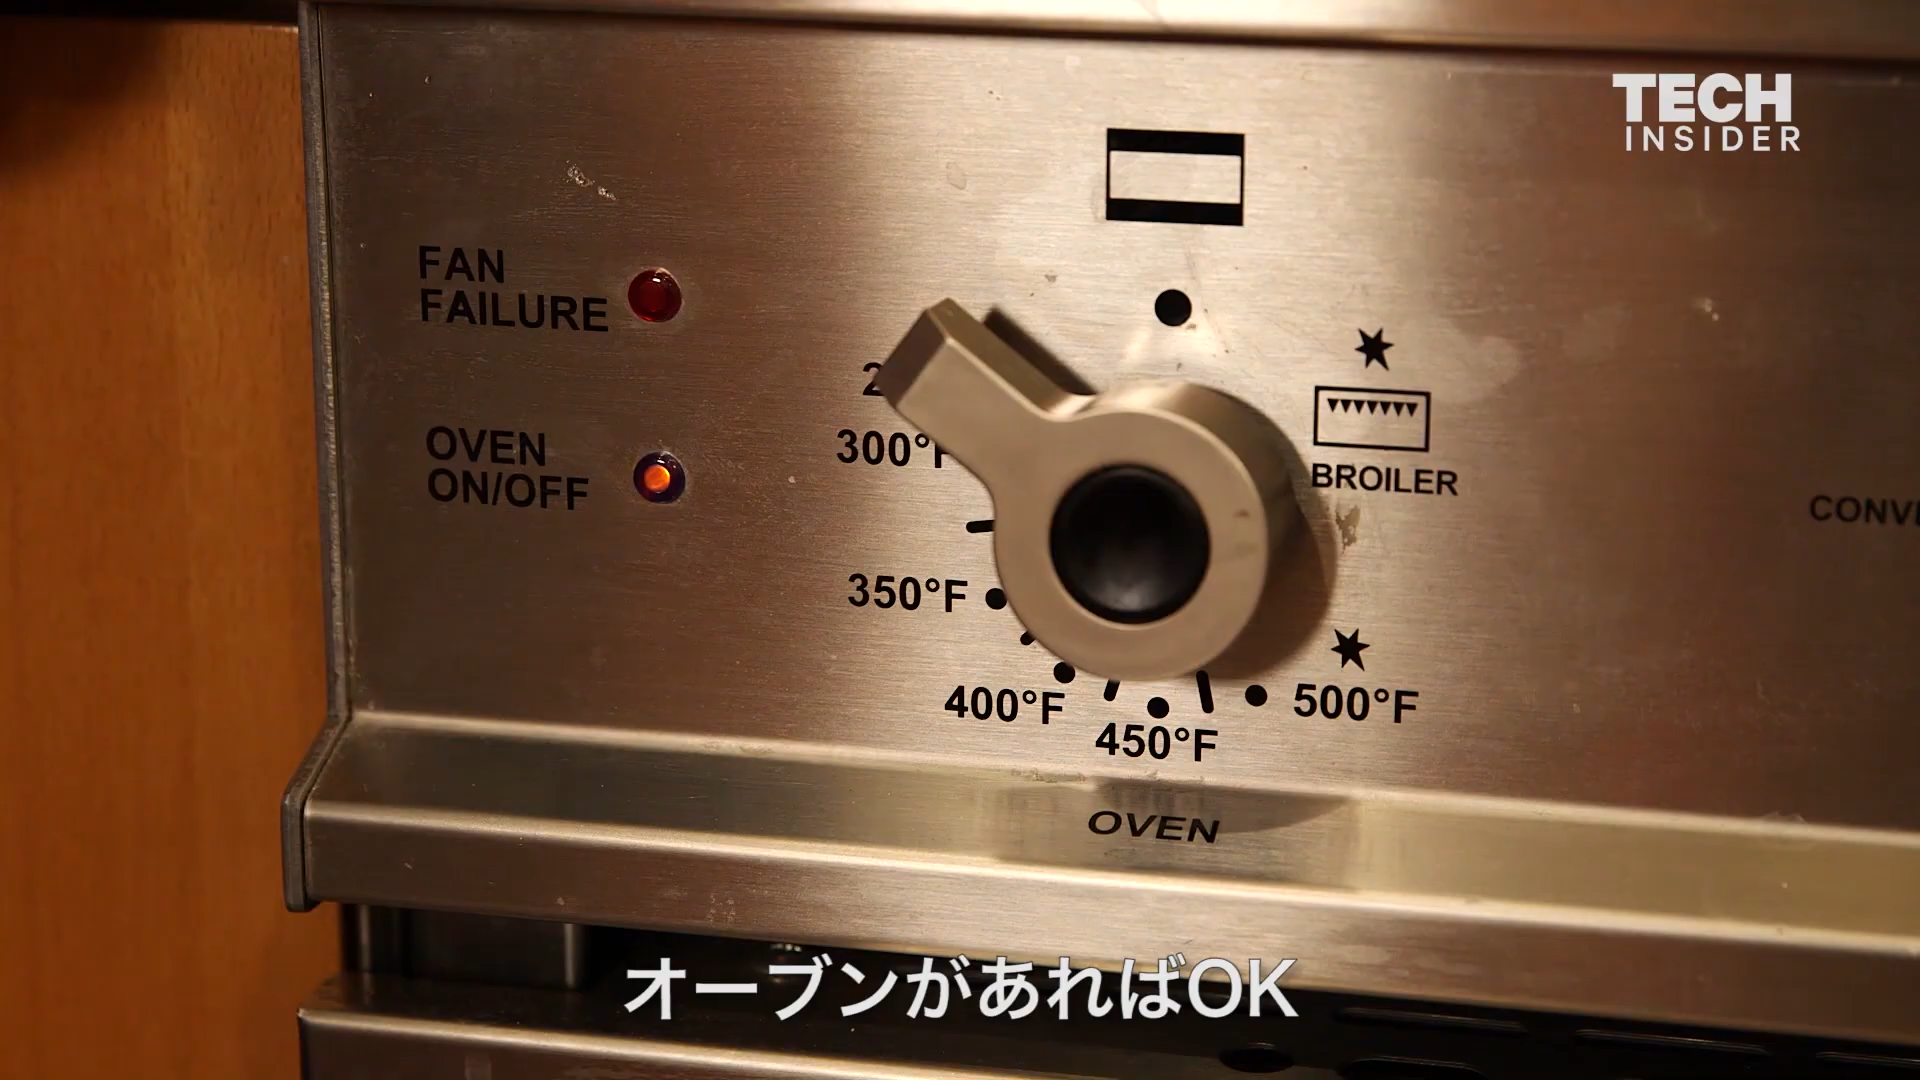 TECH
INSIDER
FAN
FAILURE
OVEN
ON/OFF
300°F
BROILER
350°F
400°F
450°F
500°F
OVEN
オーブンがあればOK